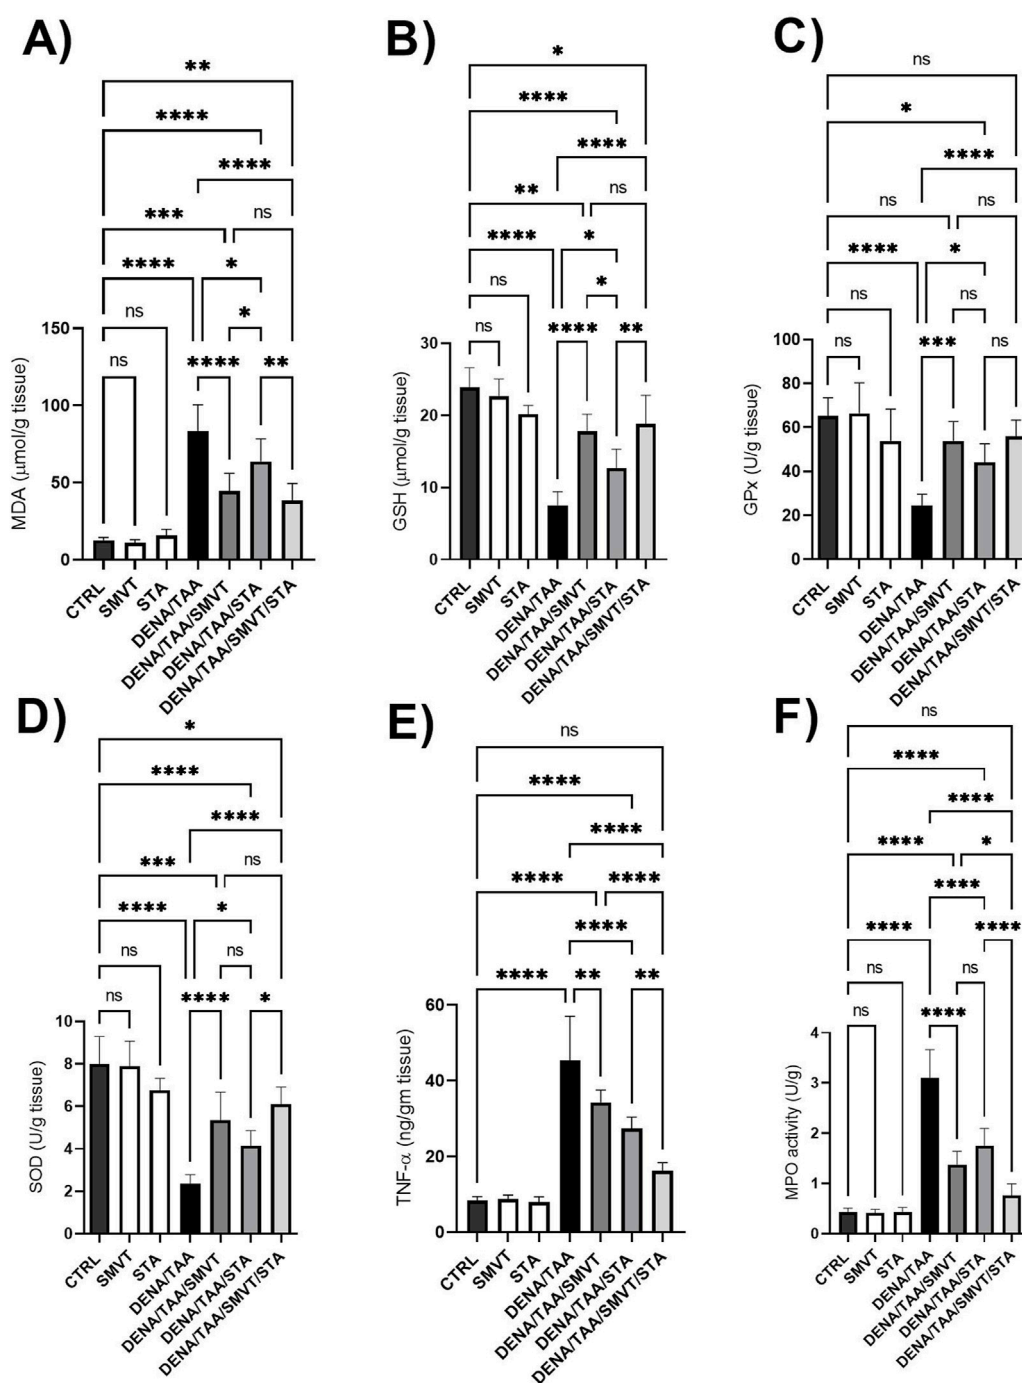 A)
**
****
****
***
ns
****
*
ns
*
ns
****
**
MDA (µmol/g tissue)
150
100
50
0
CTRL
SMVT
STA
DENA/TAA
DENA/TAA/SMVT
DENA/TAA/STA
DENA/TAA/SMVT/STA
B)
*
****
****
**
ns
****
*
ns
*
ns
****
**
GSH (µmol/g tissue)
30
20
10
0
CTRL
SMVT
STA
DENA/TAA
DENA/TAA/SMVT
DENA/TAA/STA
DENA/TAA/SMVT/STA
C)
ns
*
****
ns
ns
****
*
ns
ns
ns
***
ns
GPx (U/g tissue)
100
80
60
40
20
0
CTRL
SMVT
STA
DENA/TAA
DENA/TAA/SMVT
DENA/TAA/STA
DENA/TAA/SMVT/STA
D)
*
****
****
***
ns
****
*
ns
ns
ns
****
*
SOD (U/g tissue)
10
8
6
4
2
0
CTRL
SMVT
STA
DENA/TAA
DENA/TAA/SMVT
DENA/TAA/STA
DENA/TAA/SMVT/STA
E)
ns
****
****
****
****
****
****
**
**
TNF-α (ng/gm tissue)
60
40
20
0
CTRL
SMVT
STA
DENA/TAA
DENA/TAA/SMVT
DENA/TAA/STA
DENA/TAA/SMVT/STA
F)
ns
****
****
****
*
****
****
****
ns
ns
ns
****
MPO activity (U/g)
4
3
2
1
0
CTRL
SMVT
STA
DENA/TAA
DENA/TAA/SMVT
DENA/TAA/STA
DENA/TAA/SMVT/STA